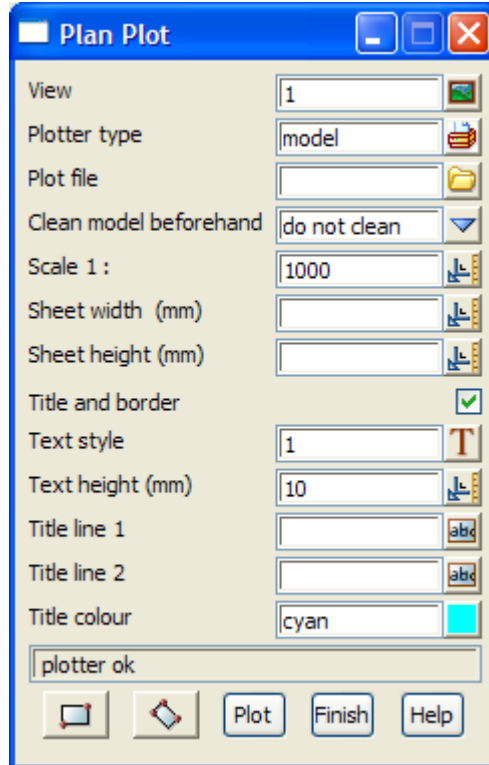 Plan Plot
View 1
Plotter type model
Plot file
Clean model beforehand do not clean
Scale 1 : 1000
Sheet width (mm)
Sheet height (mm)
Title and border
Text style 1 T
Text height (mm) 10
Title line 1 abc
Title line 2 abc
Title colour cyan
plotter ok
Plot Finish Help